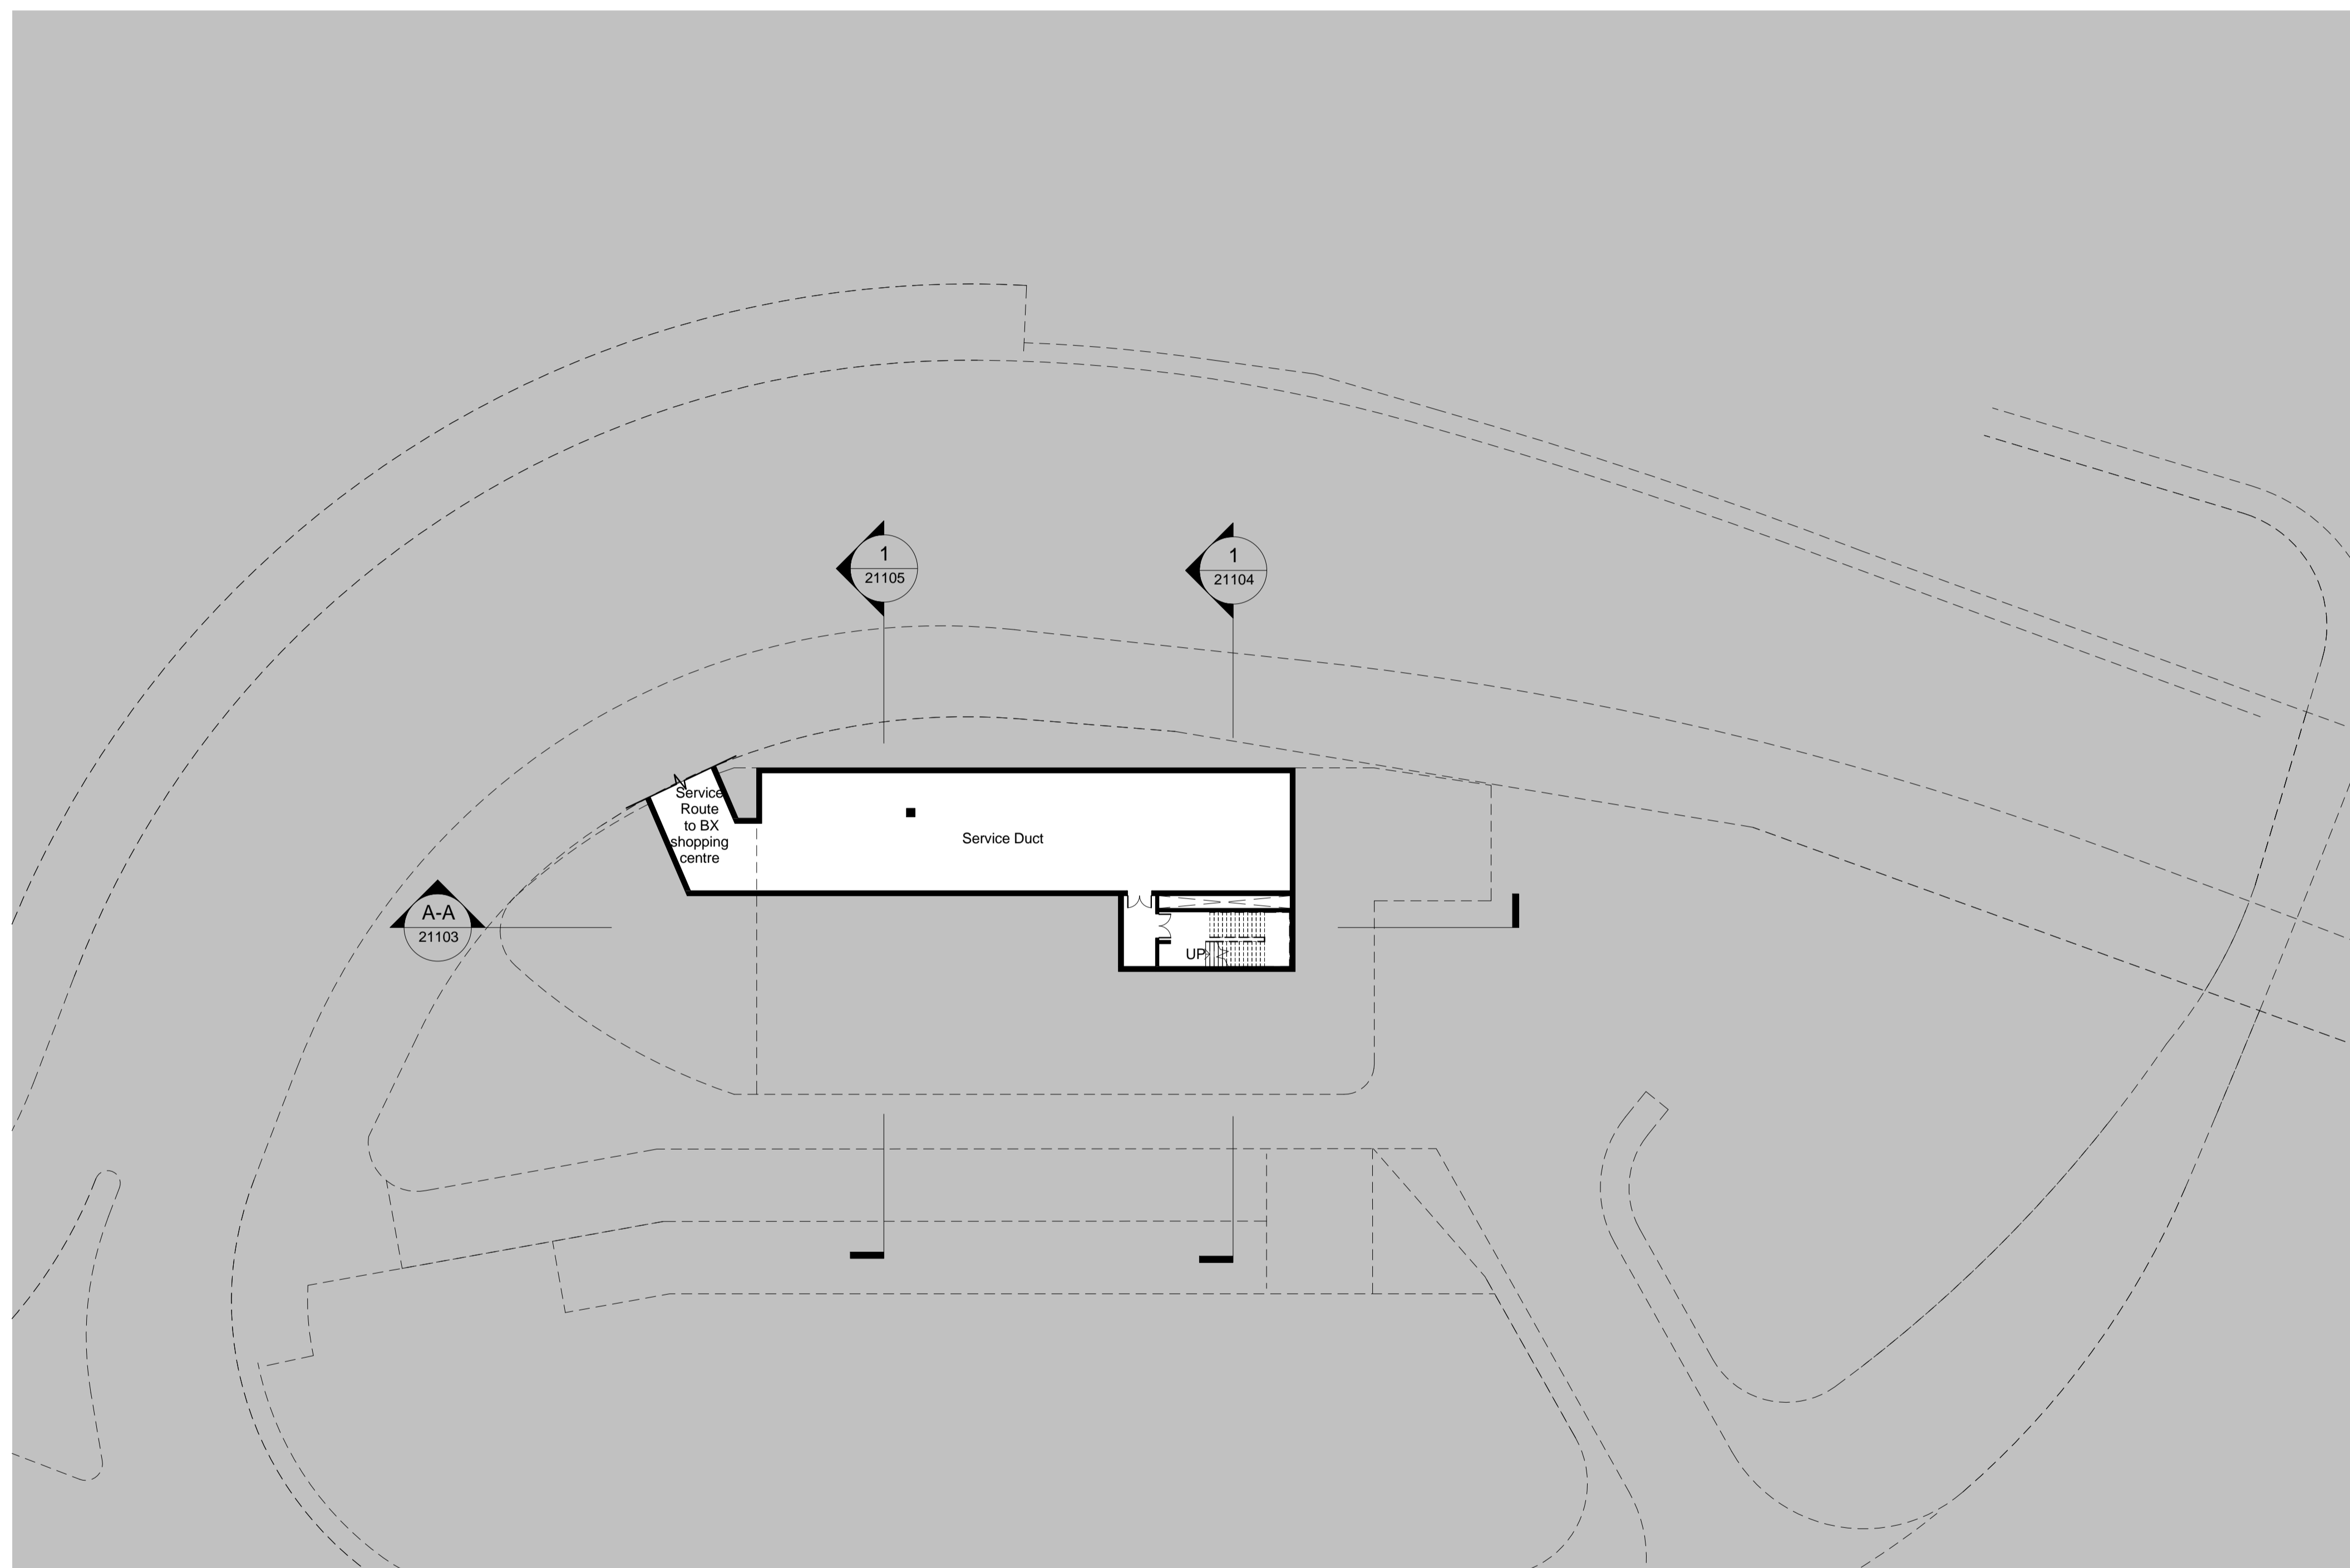 1
21105
1
21104
Service
Route
to BX
shopping
centre
Service Duct
A-A
21103
UP